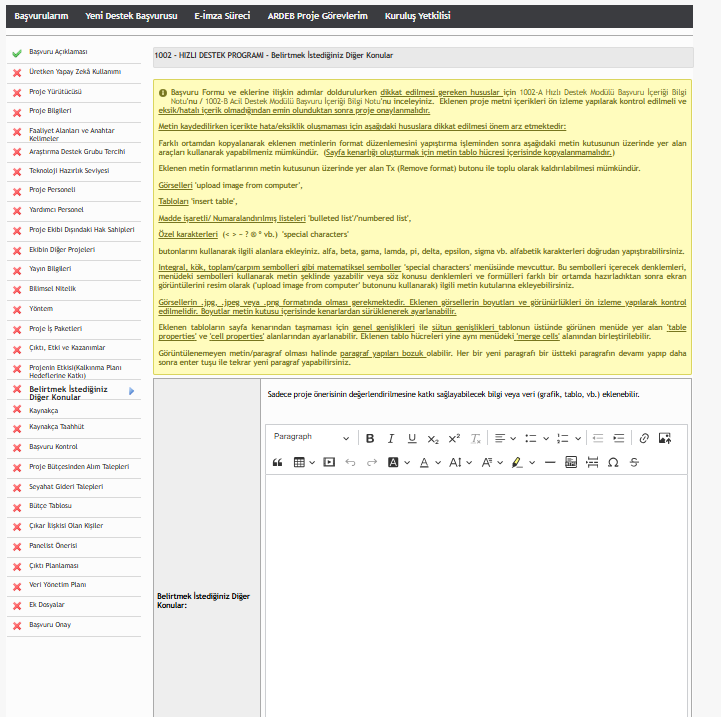 Başvurularım Yeni Destek Başvurusu E-İmza Süreci ARDEB Proje Görevlerim Kuruluş Yetkilisi
Başvuru Açıklaması
Üretken Yapay Zekâ Kullanımı
Proje Yürütücüsü
Proje Bilgileri
Faaliyet Alanları ve Anahtar
Kelimeler
Araştırma Destek Grubu Tercihi
Teknoloji Hazırlık Seviyesi
Proje Personeli
Yardımcı Personel
Proje Ekibi Dışındaki Hak Sahipleri
Ekibin Diğer Projeleri
Yayın Bilgileri
Bilimsel Nitelik
Yöntem
Proje İş Paketleri
Çıktı, Etki ve Kazanımlar
Projenin Etkisi(Kalkınma Planı
Hedeflerine Katkı)
Belirtmek İstediğiniz
Diğer Konular
Kaynakça
Kaynakça Taahhüt
Başvuru Kontrol
Proje Bütçesinden Alım Talepleri
Seyahat Gideri Talepleri
Bütçe Tablosu
Çıkar İlişkisi Olan Kişiler
Panelist Önerisi
Çıktı Planlaması
Veri Yönetim Planı
Ek Dosyalar
Başvuru Onay
1002 - HIZLI DESTEK PROGRAMI - Belirtmek İstediğiniz Diğer Konular
Başvuru Formu ve eklerine ilişkin adımlar doldurulurken dikkat edilmesi gereken hususlar için 1002-A Hızlı Destek Modülü Başvuru İçeriği Bilgi
Notu'nu / 1002-B Acil Destek Modülü Başvuru İçeriği Bilgi Notu'nu inceleyiniz. Eklenen proje metni içerikleri ön izleme yapılarak kontrol edilmeli ve
eksik/hatalı içerik olmadığından emin olunduktan sonra proje onaylanmalıdır.
Metin kaydedilirken içerikte hata/eksiklik oluşmaması için aşağıdaki hususlara dikkat edilmesi önem arz etmektedir:
Farklı ortamdan kopyalanarak eklenen metinlerin format düzenlemesini yapıştırma işleminden sonra aşağıdaki metin kutusunun üzerinde yer alan
araçları kullanarak yapabilmeniz mümkündür. (Sayfa kenarlığı oluşturmak için metin tablo hücresi içerisinde kopyalanmamalıdır.)
Eklenen metin formatlarının metin kutusunun üzerinde yer alan Tx (Remove format) butonu ile toplu olarak kaldırılabilmesi mümkündür.
Görselleri 'upload image from computer',
Tabloları 'insert table',
Madde işaretli/ Numaralandırılmış listeleri 'bulleted list'/'numbered list',
Özel karakterleri (< > ~ ? ® º vb.) 'special characters'
butonlarını kullanarak ilgili alanlara ekleyiniz. alfa, beta, gama, lamda, pi, delta, epsilon, sigma vb. alfabetik karakterleri doğrudan yapıştırabilirsiniz.
İntegral, kök, toplam/çarpım sembolleri gibi matematiksel semboller 'special characters' menüsünde mevcuttur. Bu sembolleri içerecek denklemleri,
menüdeki sembolleri kullanarak metin şeklinde yazabilir veya söz konusu denklemleri ve formülleri farklı bir ortamda hazırladıktan sonra ekran
görüntülerini resim olarak ('upload image from computer' butonunu kullanarak) ilgili metin kutularına ekleyebilirsiniz.
Görsellerin .jpg, .jpeg veya .png formatında olması gerekmektedir. Eklenen görsellerin boyutları ve görünürlükleri ön izleme yapılarak kontrol
edilmelidir. Boyutlar metin kutusu içerisinde kenarlardan sürüklenerek ayarlanabilir.
Eklenen tabloların sayfa kenarından taşmaması için genel genişlikleri ile sütun genişlikleri tablonun üstünde görünen menüde yer alan 'table
properties' ve 'cell properties' alanlarından ayarlanabilir. Eklenen tablo hücreleri yine aynı menüdeki 'merge cells' alanından birleştirilebilir.
Görüntülenemeyen metin/paragraf olması halinde paragraf yapıları bozuk olabilir. Her bir yeni paragrafı bir üstteki paragrafın devamı yapıp daha
sonra enter tuşu ile tekrar yeni paragraf yapabilirsiniz.
Sadece proje önerisinin değerlendirilmesine katkı sağlayabilecek bilgi veya veri (grafik, tablo, vb.) eklenebilir.
Paragraph
Belirtmek İstediğiniz Diğer
Konular: